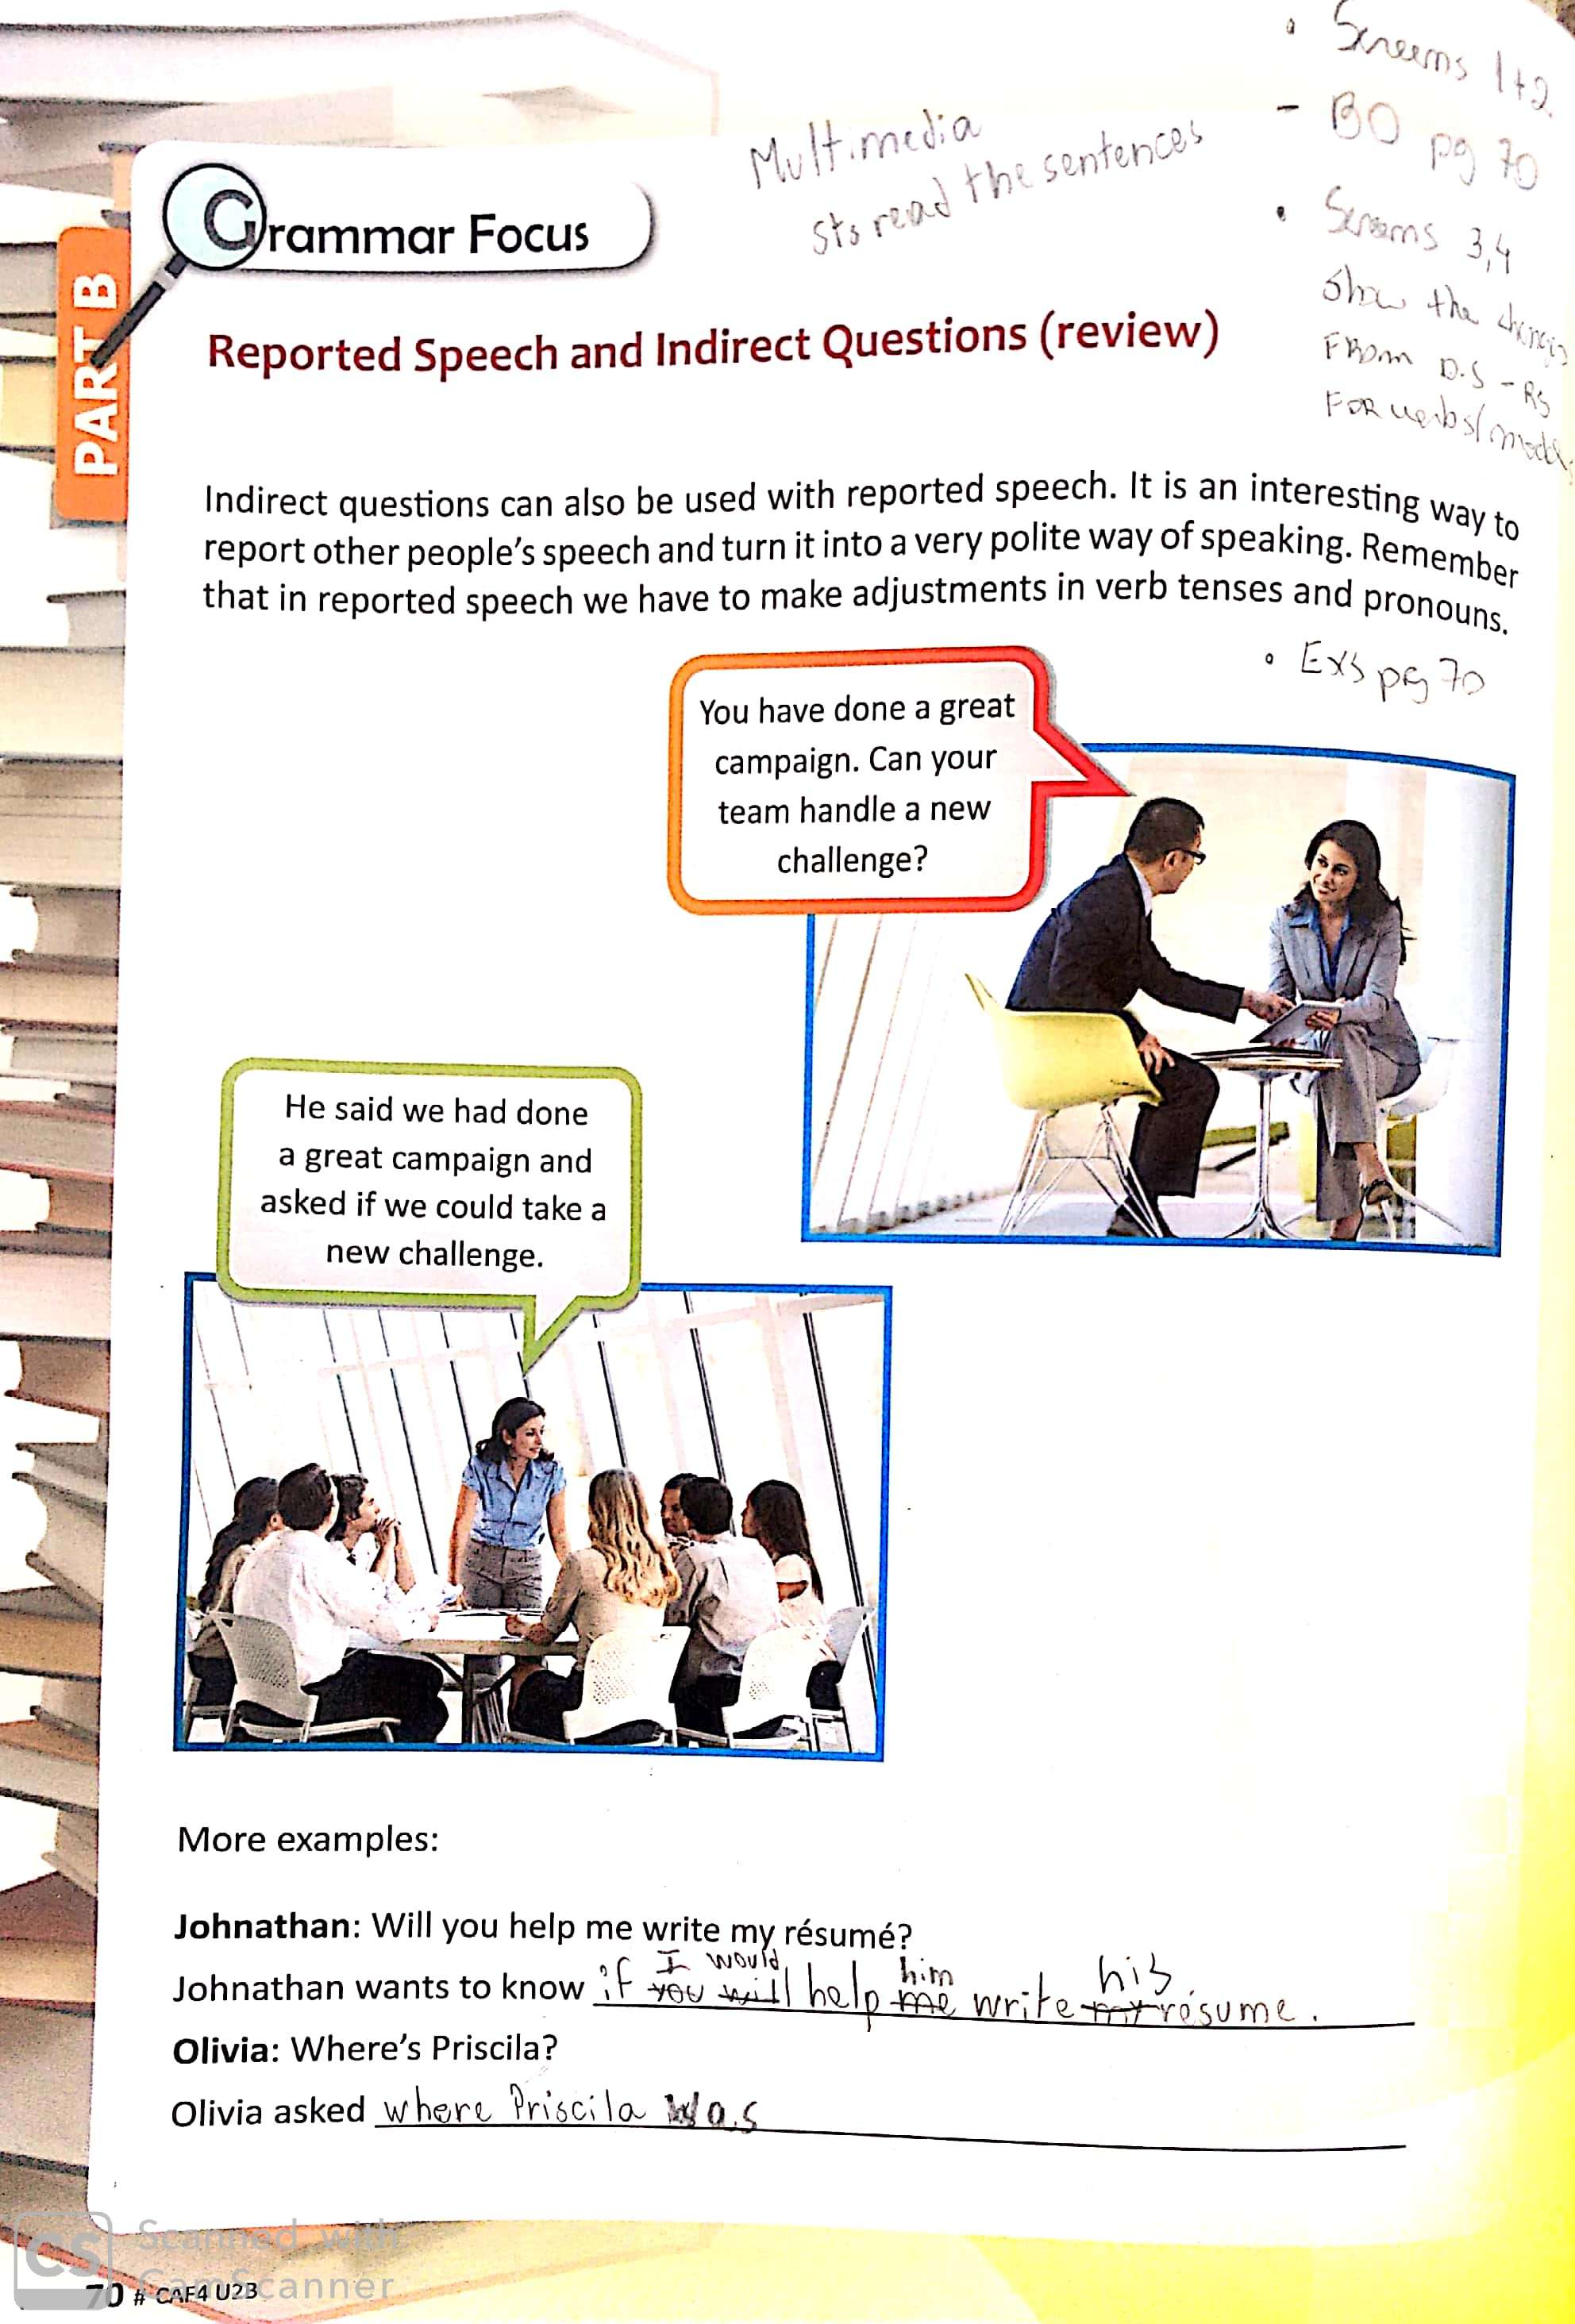 • Screems 1+2.
- BO pg 70
Multimedia
sts read the sentences
• Screems 3,4
Show the changes
FROm D.S - RS
FOR verbs/modals
Grammar Focus
PART B
Reported Speech and Indirect Questions (review)
Indirect questions can also be used with reported speech. It is an interesting way to
report other people's speech and turn it into a very polite way of speaking. Remember
that in reported speech we have to make adjustments in verb tenses and pronouns.
• Exs pg 70
You have done a great
campaign. Can your
team handle a new
challenge?
He said we had done
a great campaign and
asked if we could take a
new challenge.
More examples:
Johnathan: Will you help me write my résumé?
I would him his
Johnathan wants to know if you will help me write my résume.
Olivia: Where's Priscila?
Olivia asked where Priscila was
CS Scanned with
CamScanner
70 # CAF4 U2B